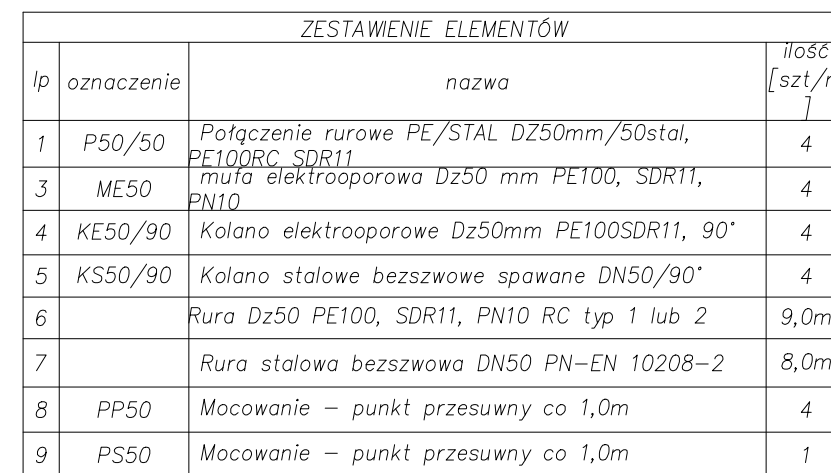 ZESTAWIENIE ELEMENTÓW
lp oznaczenie nazwa ilość
[szt/m
]
1 P50/50 Połączenie rurowe PE/STAL DZ50mm/50stal,
PE100RC SDR11 4
3 ME50 mufa elektrooporowa Dz50 mm PE100, SDR11,
PN10 4
4 KE50/90 Kolano elektrooporowe Dz50mm PE100SDR11, 90° 4
5 KS50/90 Kolano stalowe bezszwowe spawane DN50/90° 4
6 Rura Dz50 PE100, SDR11, PN10 RC typ 1 lub 2 9,0m
7 Rura stalowa bezszwowa DN50 PN-EN 10208-2 8,0m
8 PP50 Mocowanie – punkt przesuwny co 1,0m 4
9 PS50 Mocowanie – punkt przesuwny co 1,0m 1